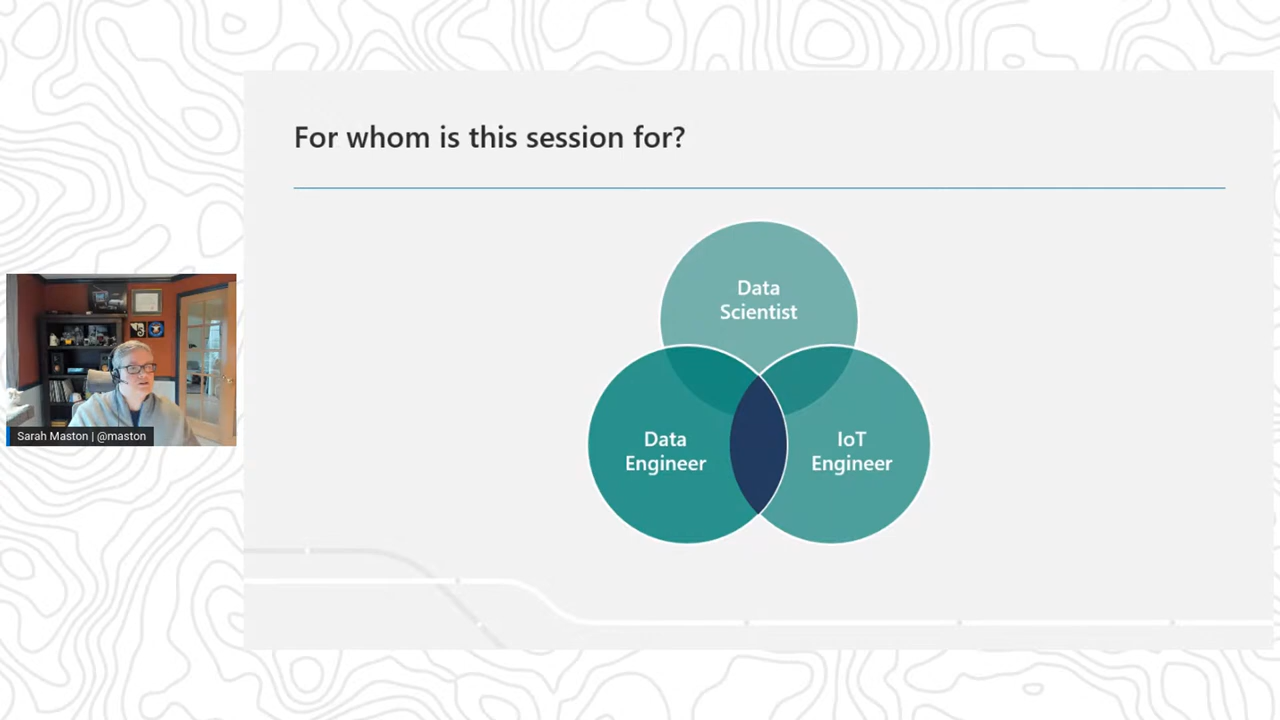 For whom is this session for?
Data
Scientist
Data
Engineer
IoT
Engineer
Sarah Maston | @maston